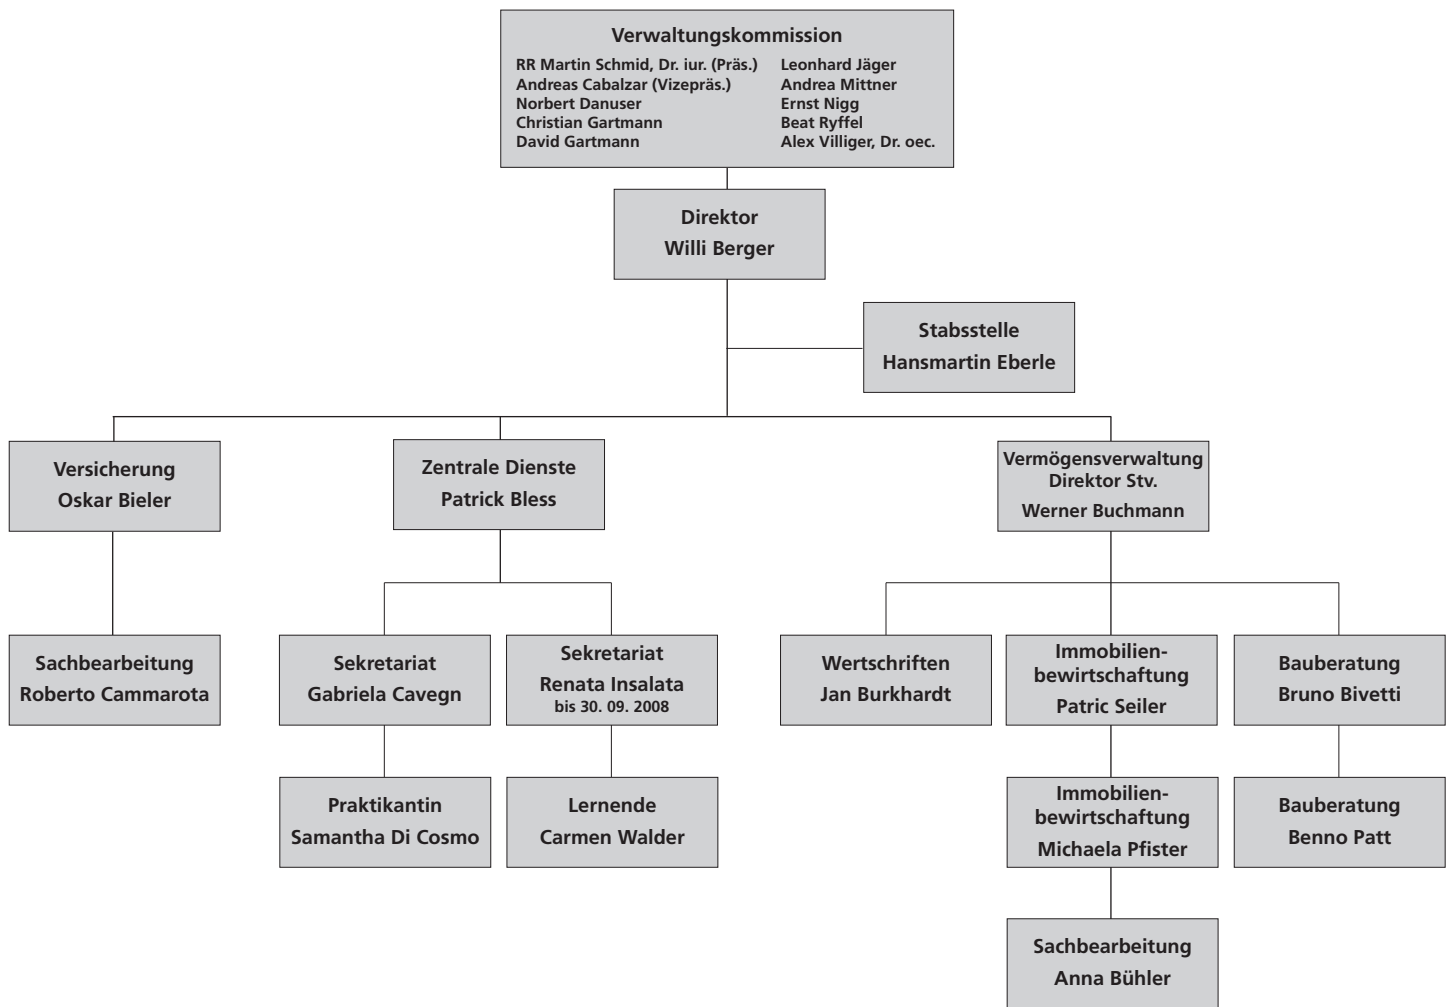 Verwaltungskommission
RR Martin Schmid, Dr. iur. (Präs.)
Andreas Cabalzar (Vizepräs.)
Norbert Danuser
Christian Gartmann
David Gartmann
Leonhard Jäger
Andrea Mittner
Ernst Nigg
Beat Ryffel
Alex Villiger, Dr. oec.
Direktor
Willi Berger
Stabsstelle
Hansmartin Eberle
Versicherung
Oskar Bieler
Zentrale Dienste
Patrick Bless
Vermögensverwaltung
Direktor Stv.
Werner Buchmann
Sachbearbeitung
Roberto Cammarota
Sekretariat
Gabriela Cavegn
Sekretariat
Renata Insalata
bis 30. 09. 2008
Wertschriften
Jan Burkhardt
Immobilien-
bewirtschaftung
Patric Seiler
Bauberatung
Bruno Bivetti
Praktikantin
Samantha Di Cosmo
Lernende
Carmen Walder
Immobilien-
bewirtschaftung
Michaela Pfister
Bauberatung
Benno Patt
Sachbearbeitung
Anna Bühler